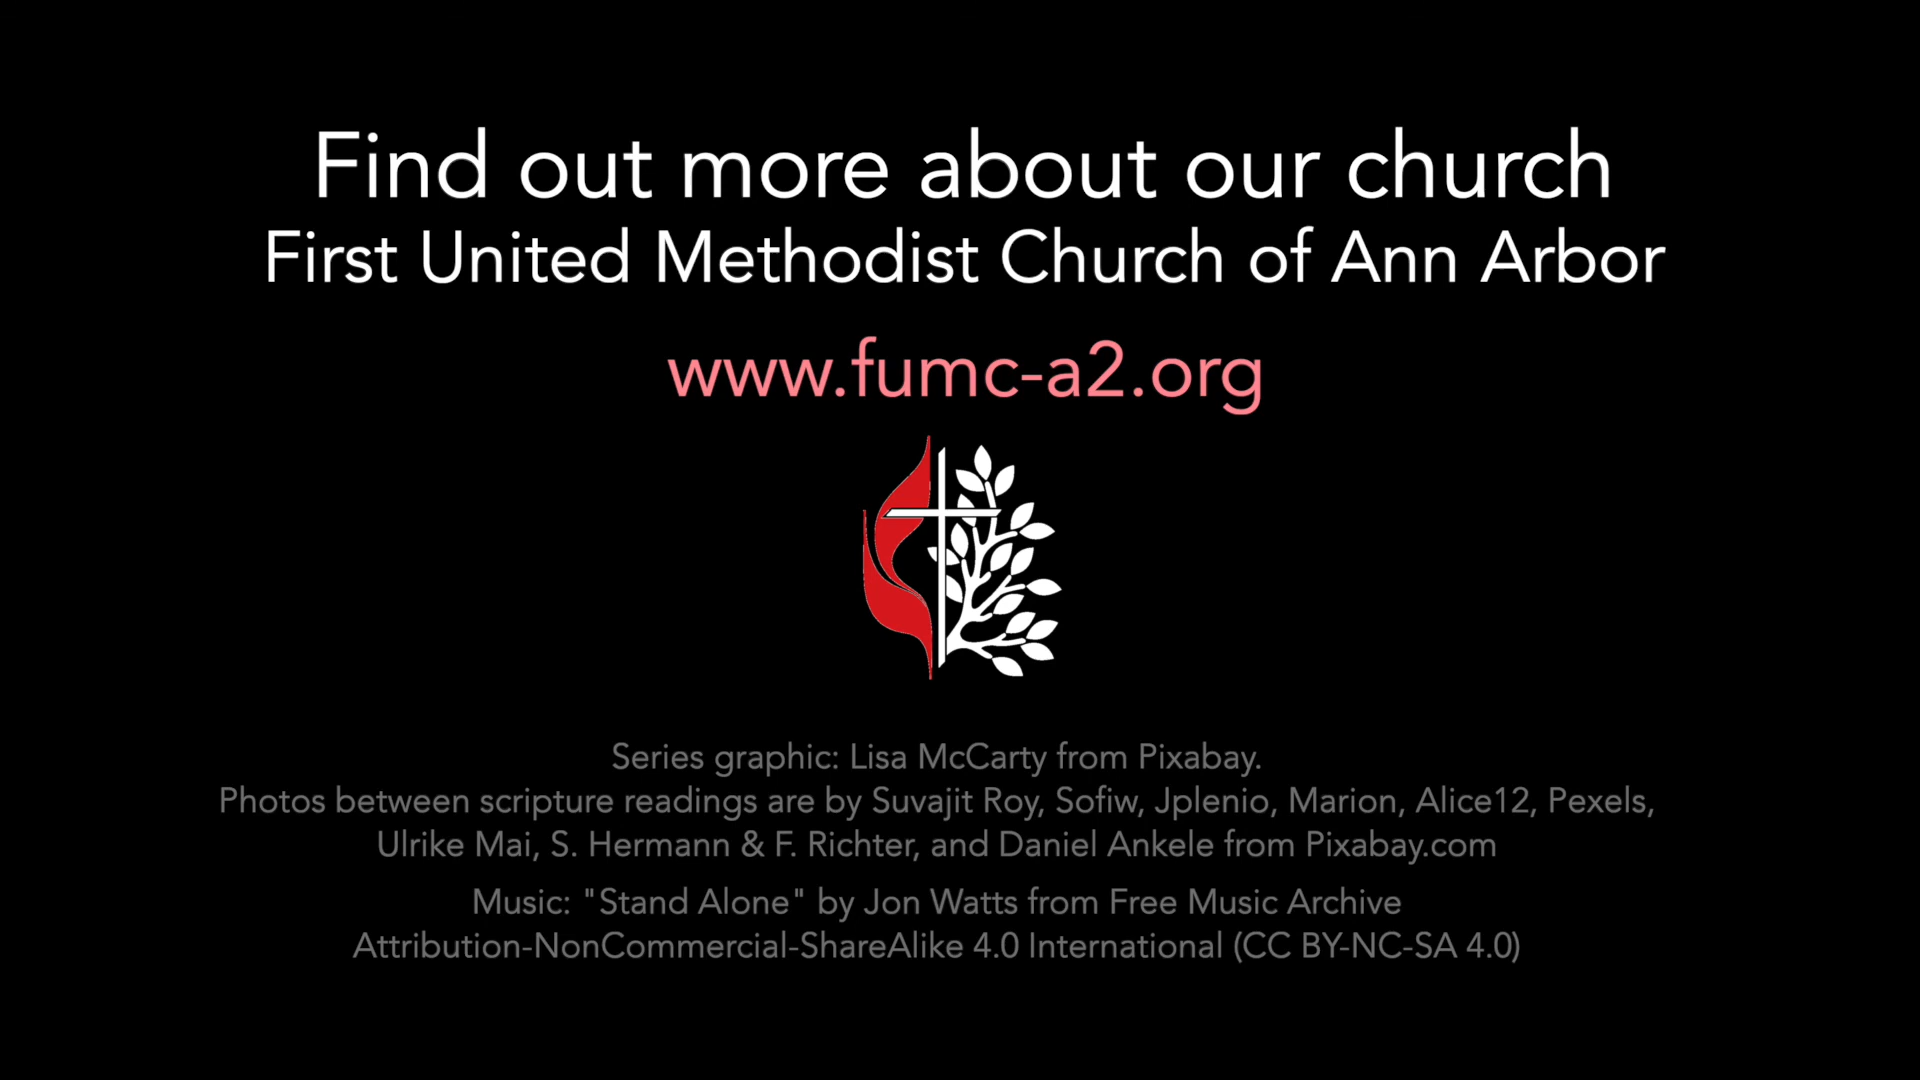 Find out more about our church
First United Methodist Church of Ann Arbor
www.fumc-a2.org
Series graphic: Lisa McCarty from Pixabay.
Photos between scripture readings are by Suvajit Roy, Sofiw, Jplenio, Marion, Alice12, Pexels,
Ulrike Mai, S. Hermann & F. Richter, and Daniel Ankele from Pixabay.com
Music: "Stand Alone" by Jon Watts from Free Music Archive
Attribution-NonCommercial-ShareAlike 4.0 International (CC BY-NC-SA 4.0)